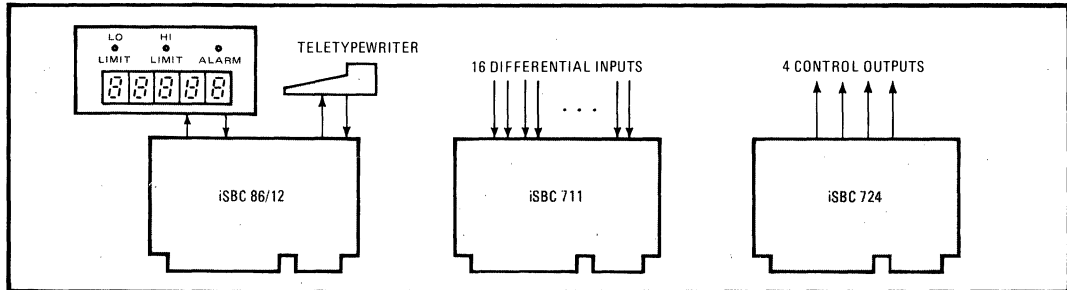 LO HI
LIMIT LIMIT ALARM
88888
TELETYPEWRITER
16 DIFFERENTIAL INPUTS
. . .
4 CONTROL OUTPUTS
iSBC 86/12
iSBC 711
iSBC 724